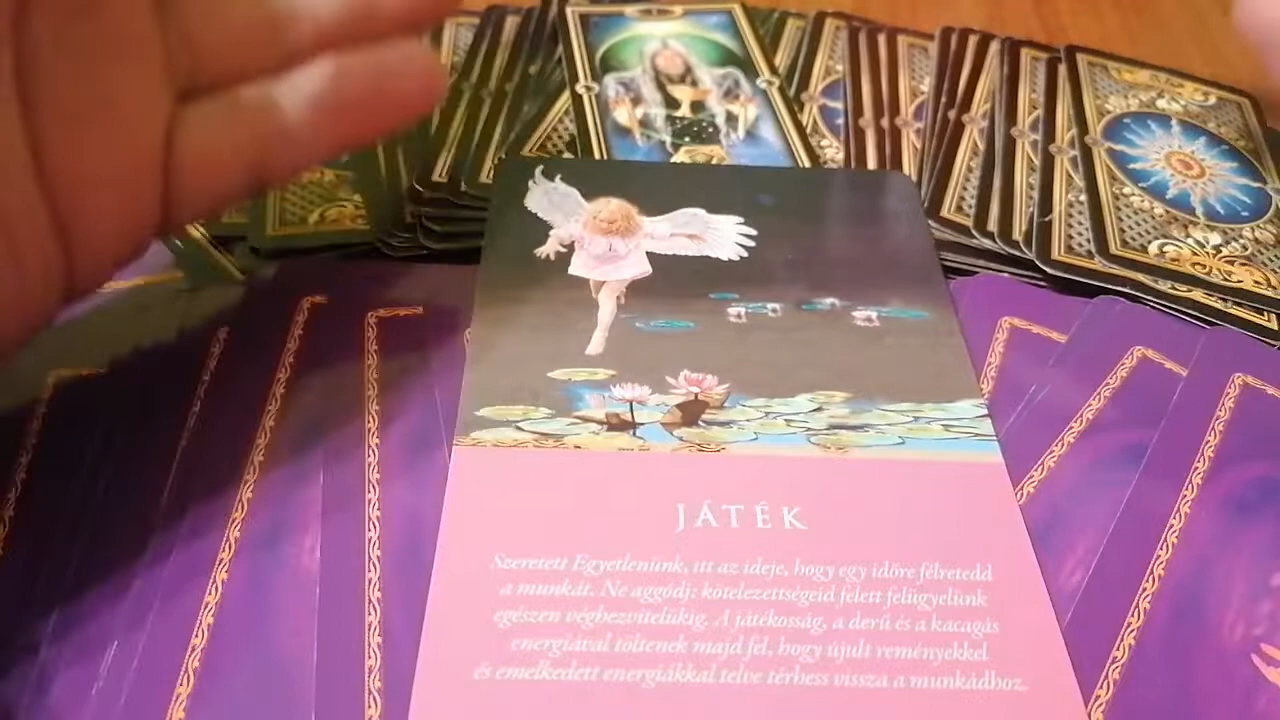 JÁTÉK
Szeretett Egyetlenünk, itt az ideje, hogy egy időre félretedd
a munkát. Ne aggódj: kötelezettségeid felett felügyelünk
egészen véghezvitelükig. A játékosság, a derű és a kacagás
energiával töltenek majd fel, hogy újult reményekkel
és emelkedett energiákkal telve térhess vissza a munkádhoz.